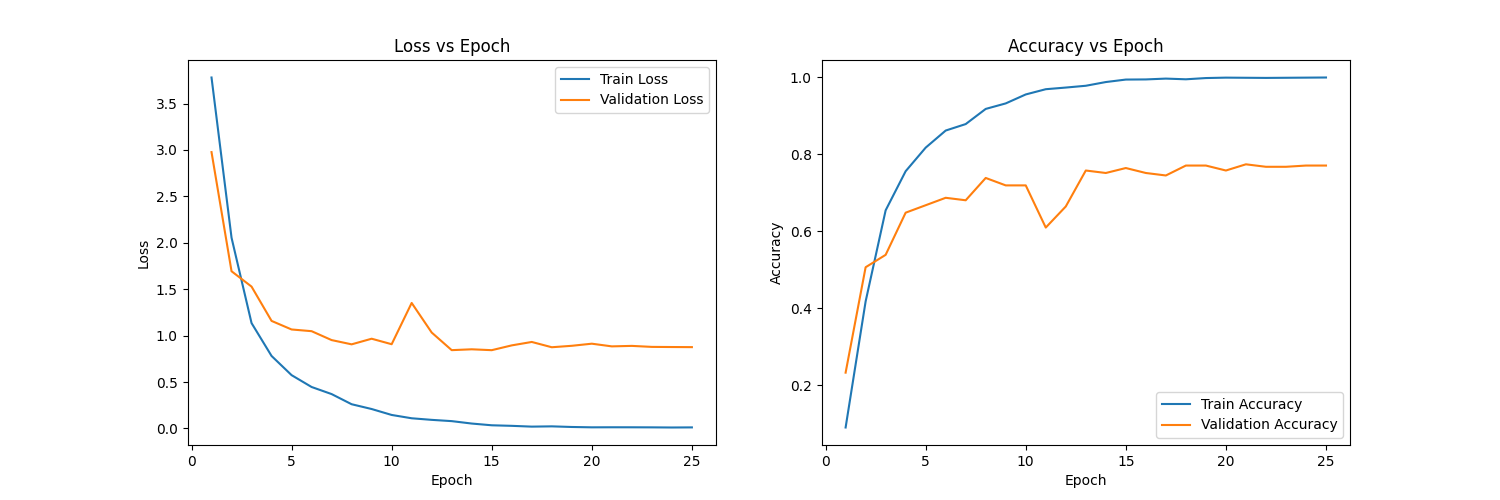 Loss vs Epoch
Train Loss
Validation Loss
3.5
3.0
2.5
2.0
1.5
1.0
0.5
0.0
Loss
0 5 10 15 20 25
Epoch
Accuracy vs Epoch
1.0
0.8
0.6
0.4
0.2
Accuracy
Train Accuracy
Validation Accuracy
0 5 10 15 20 25
Epoch